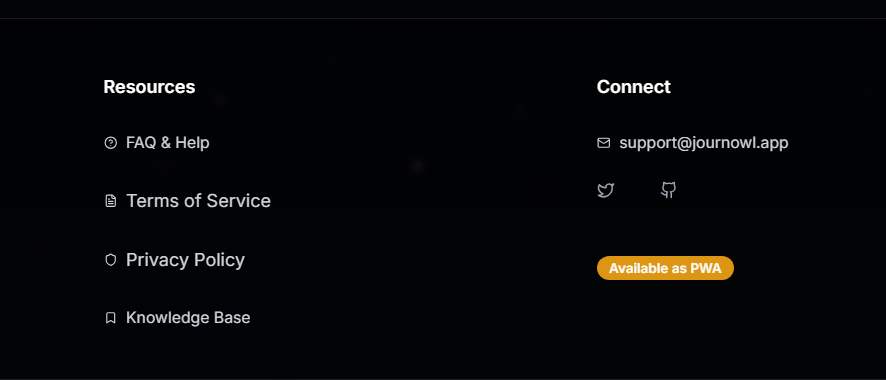 Resources
FAQ & Help
Terms of Service
Privacy Policy
Knowledge Base
Connect
support@journowl.app
Available as PWA